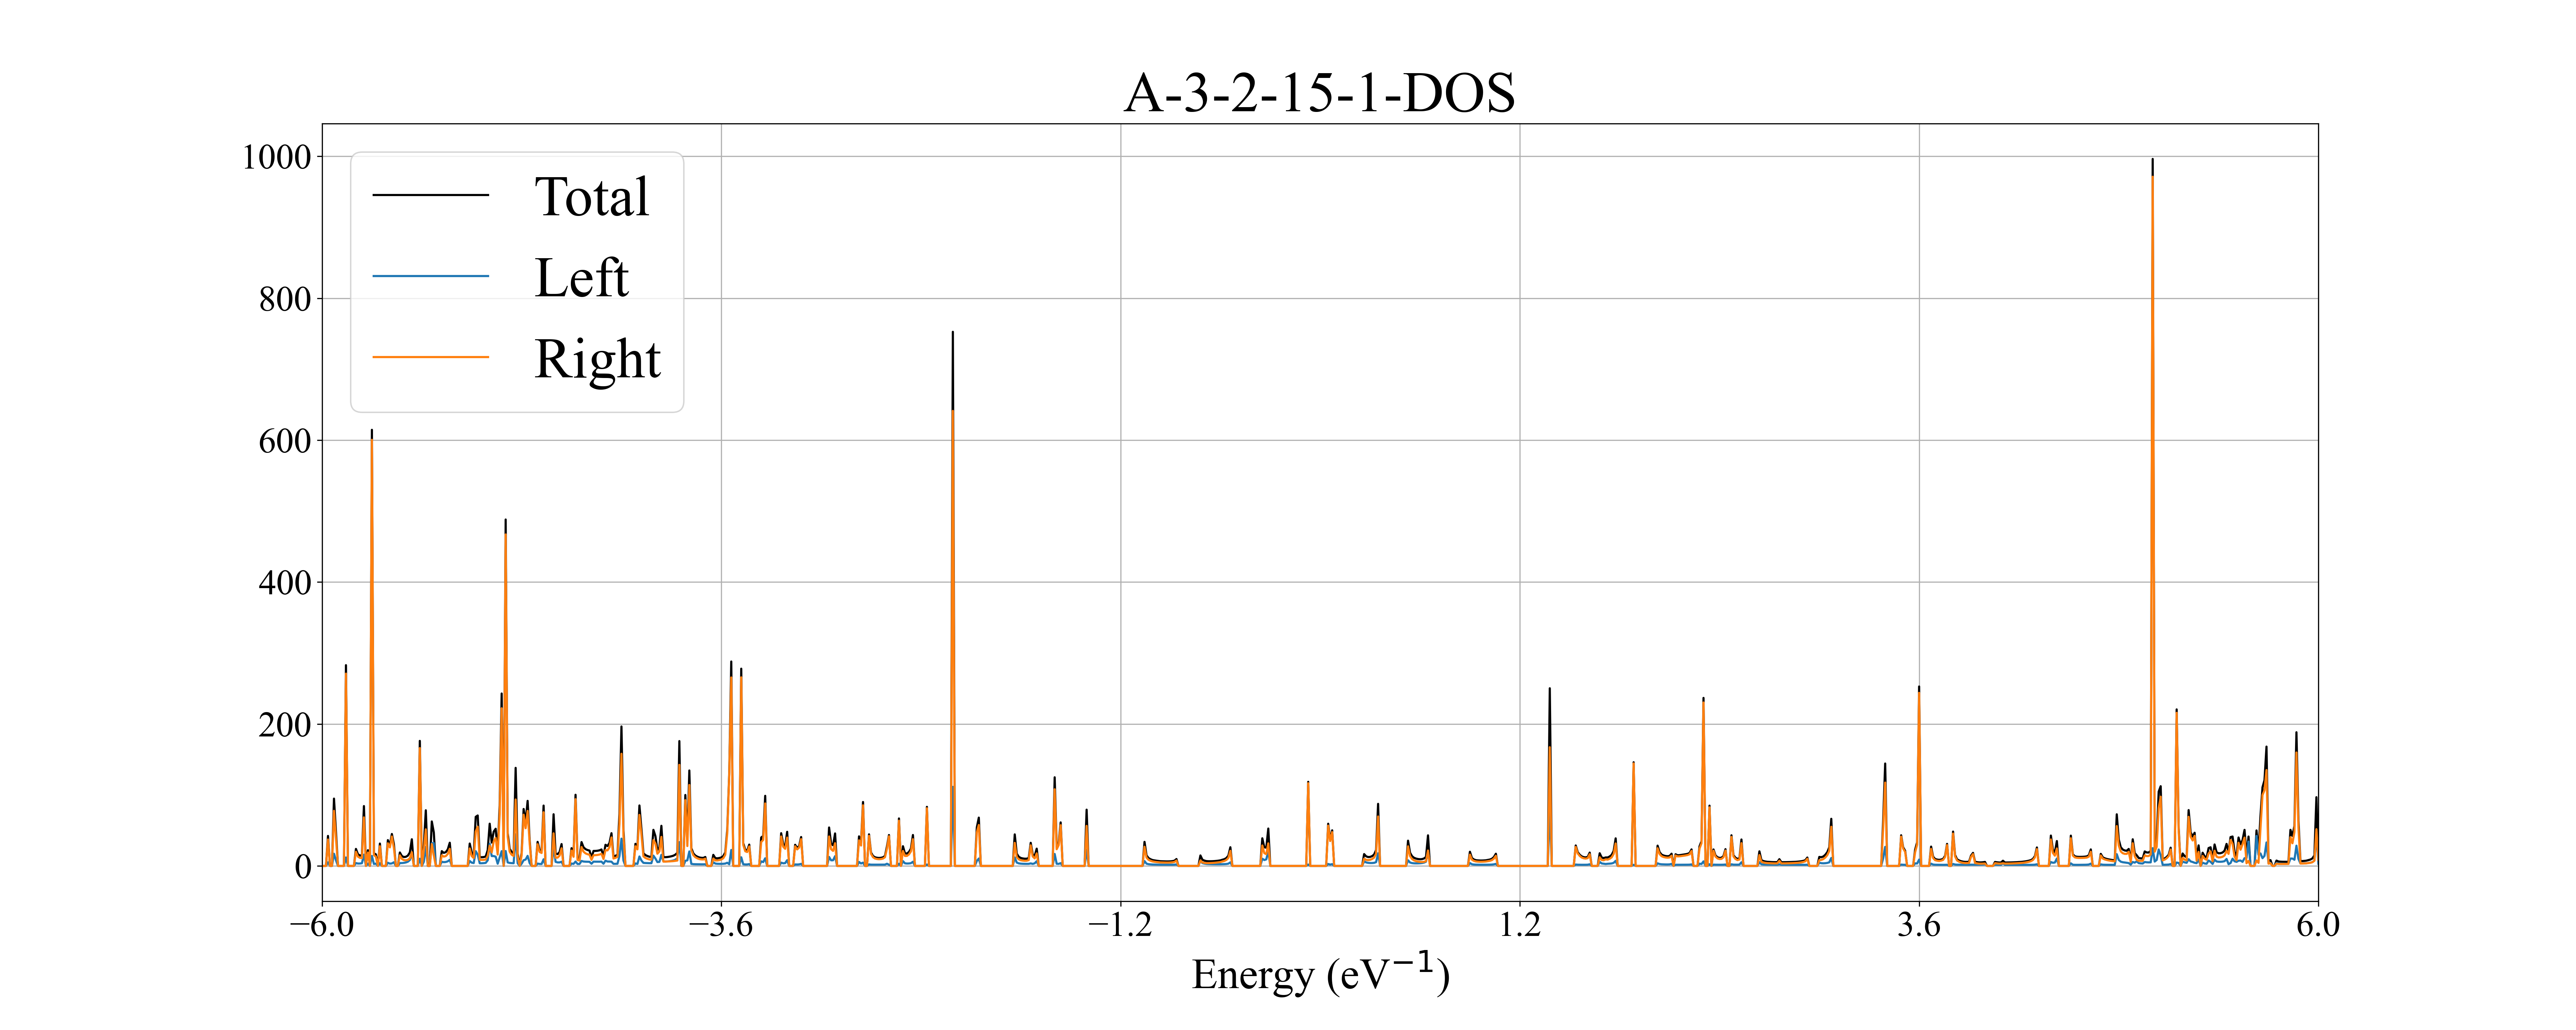 A-3-2-15-1-DOS
1000
800
600
400
200
0
Total
Left
Right
−6.0
−3.6
−1.2
1.2
3.6
6.0
Energy (eV⁻¹)